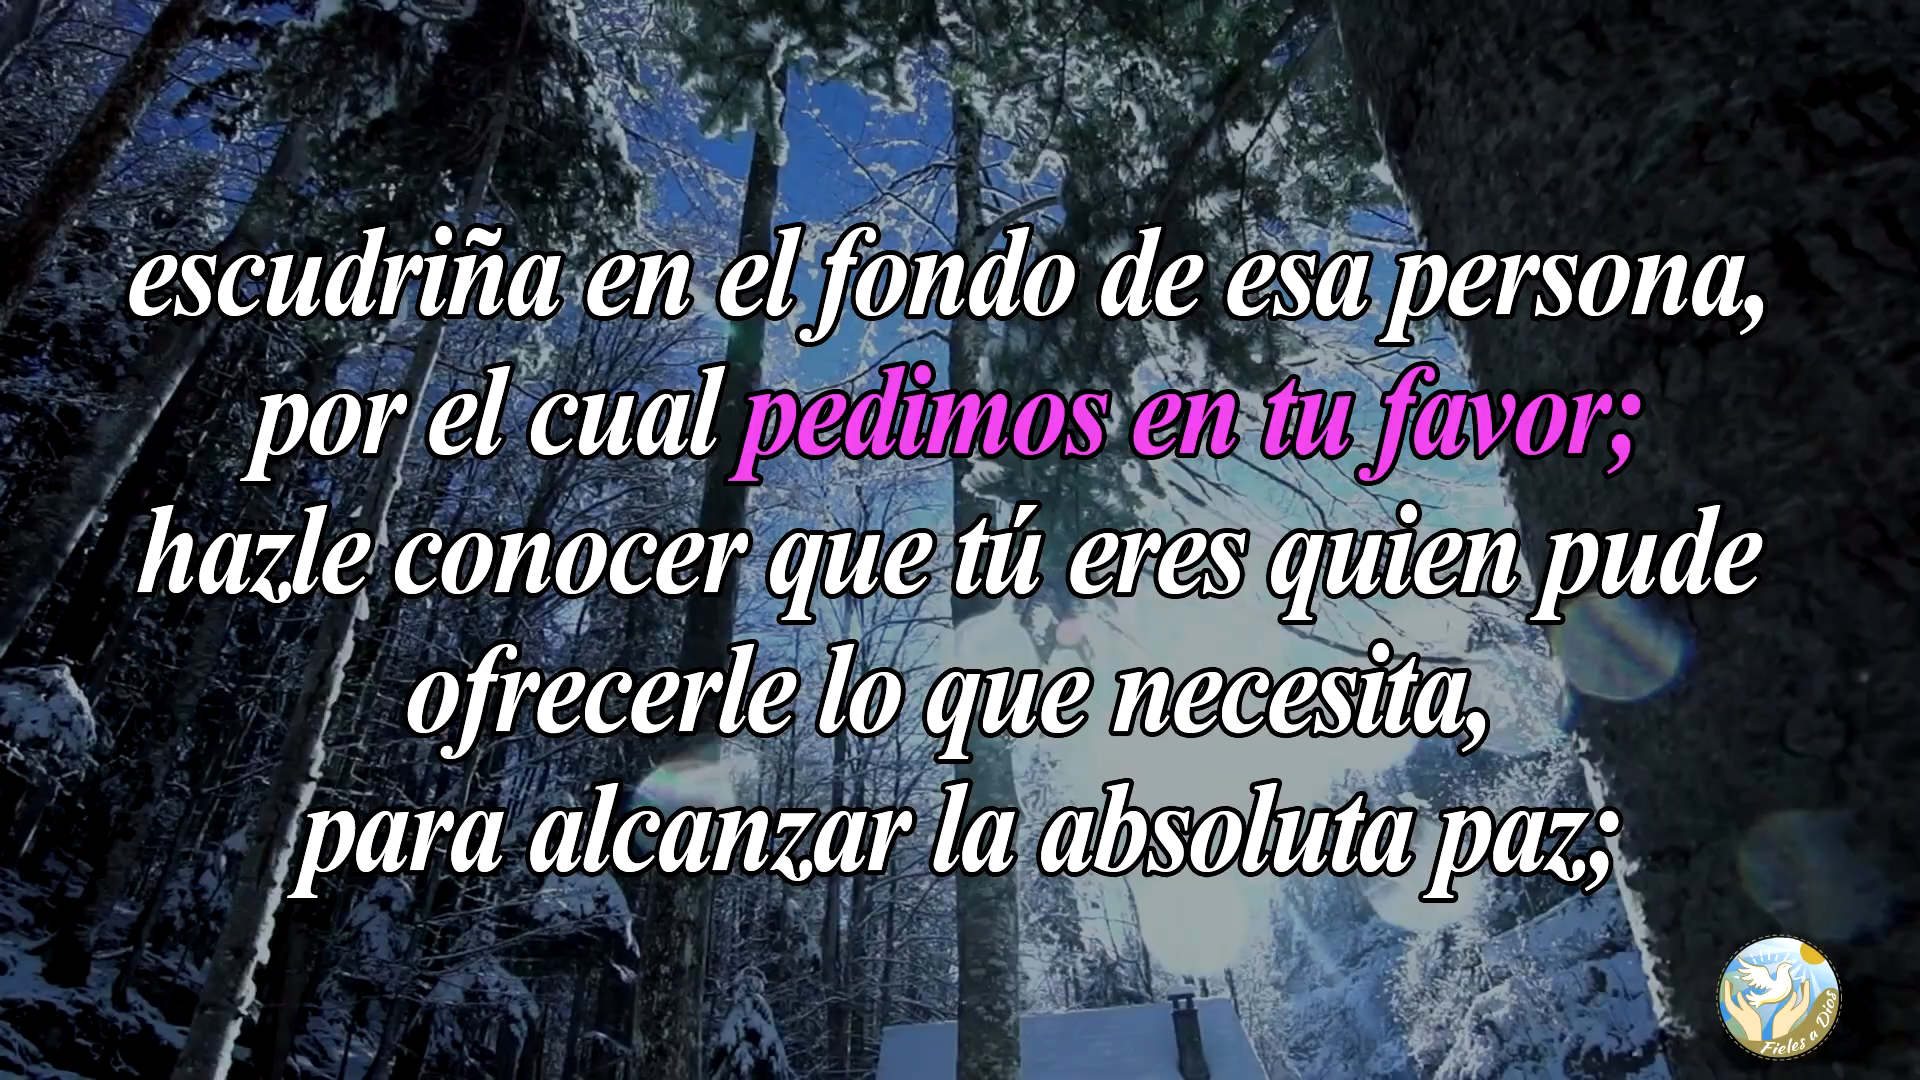 escudriña en el fondo de esa persona,
por el cual pedimos en tu favor;
hazle conocer que tú eres quien pude
ofrecerle lo que necesita,
para alcanzar la absoluta paz;
Fieles a Dios